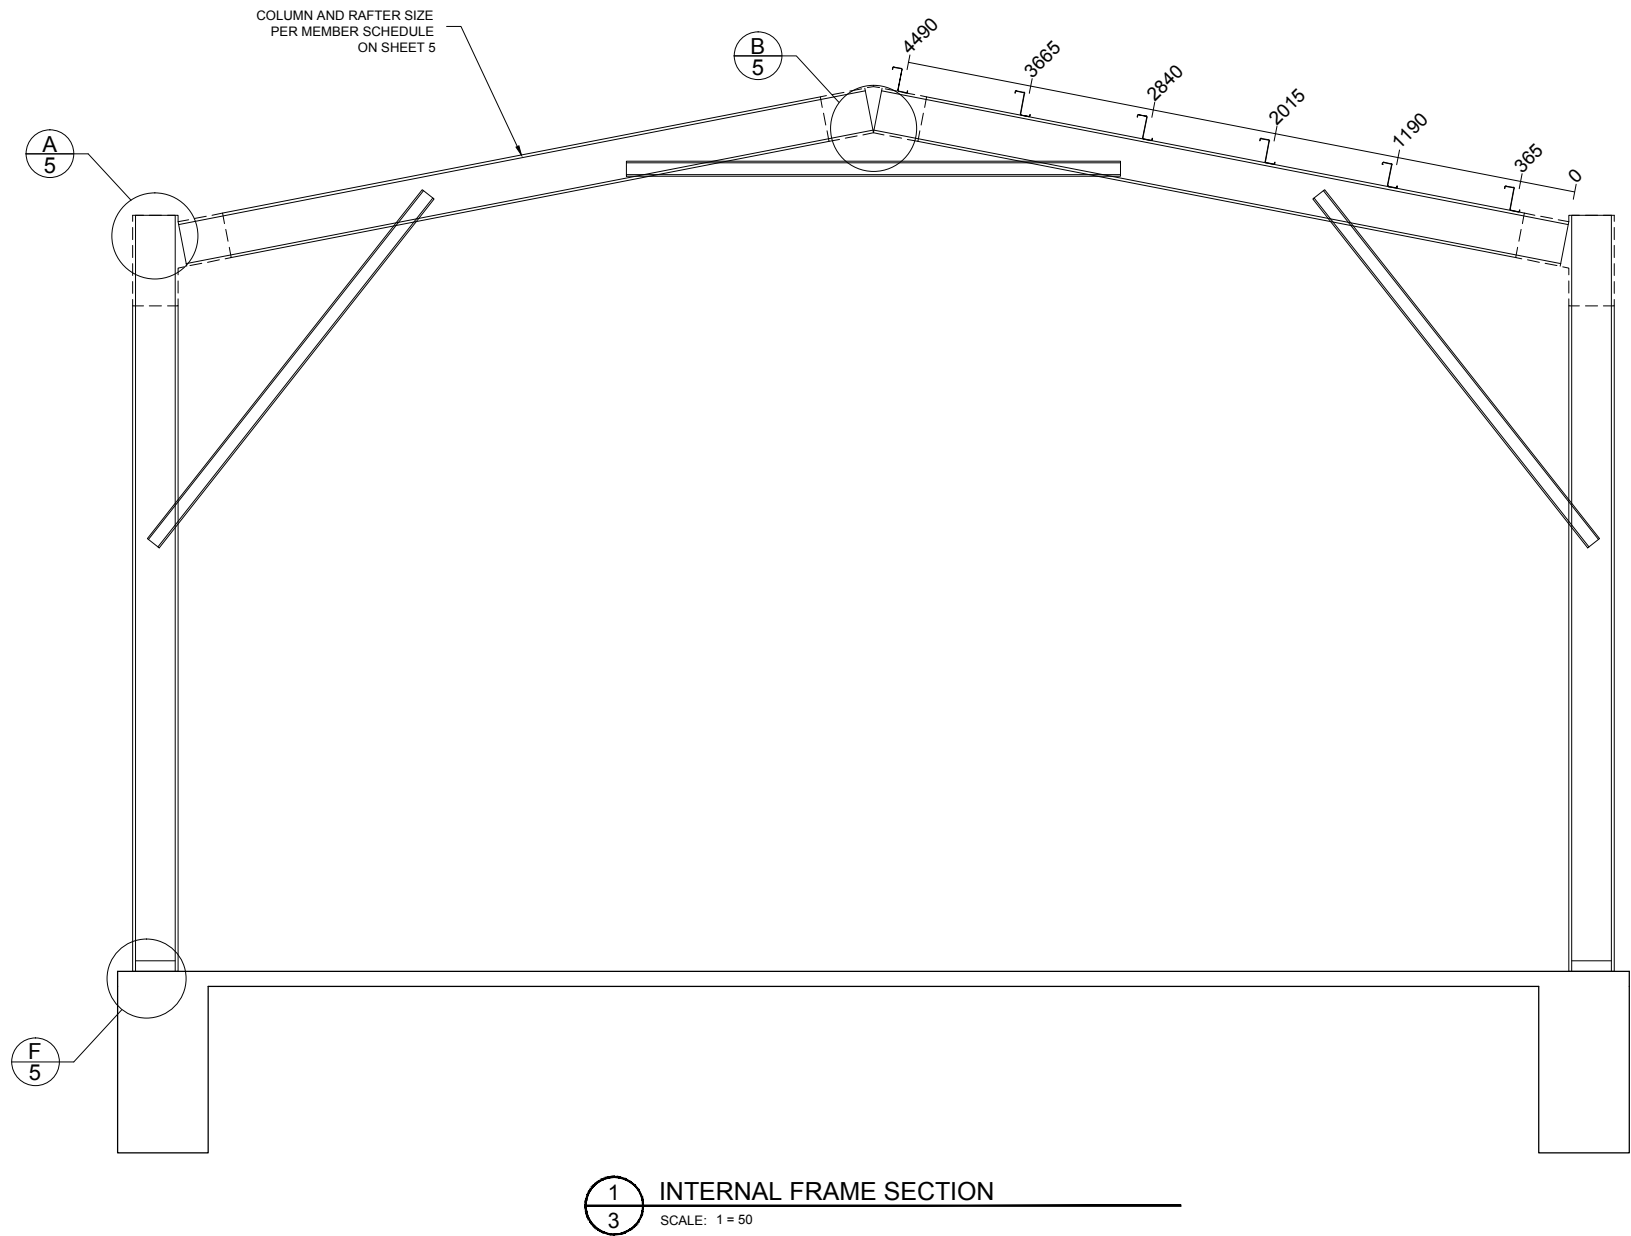 COLUMN AND RAFTER SIZE
PER MEMBER SCHEDULE
ON SHEET 5
A
5
B
5
4490
3665
2840
2015
1190
365
0
F
5
1
3
INTERNAL FRAME SECTION
SCALE: 1 = 50